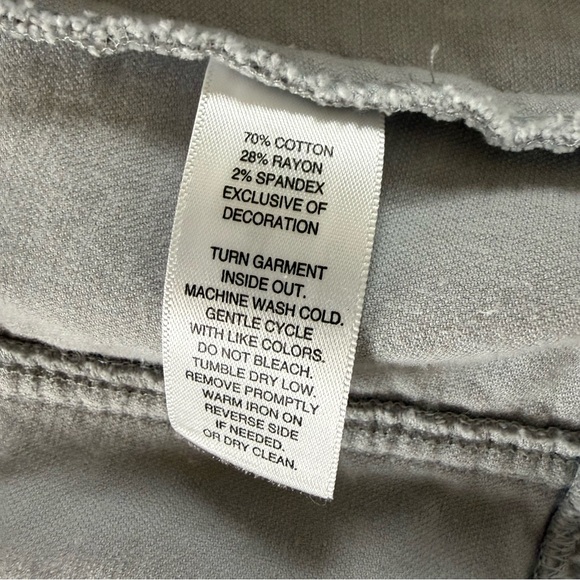 70% COTTON
28% RAYON
2% SPANDEX
EXCLUSIVE OF
DECORATION
TURN GARMENT
INSIDE OUT.
MACHINE WASH COLD.
GENTLE CYCLE
WITH LIKE COLORS.
DO NOT BLEACH.
TUMBLE DRY LOW.
REMOVE PROMPTLY
WARM IRON ON
REVERSE SIDE
IF NEEDED.
OR DRY CLEAN.